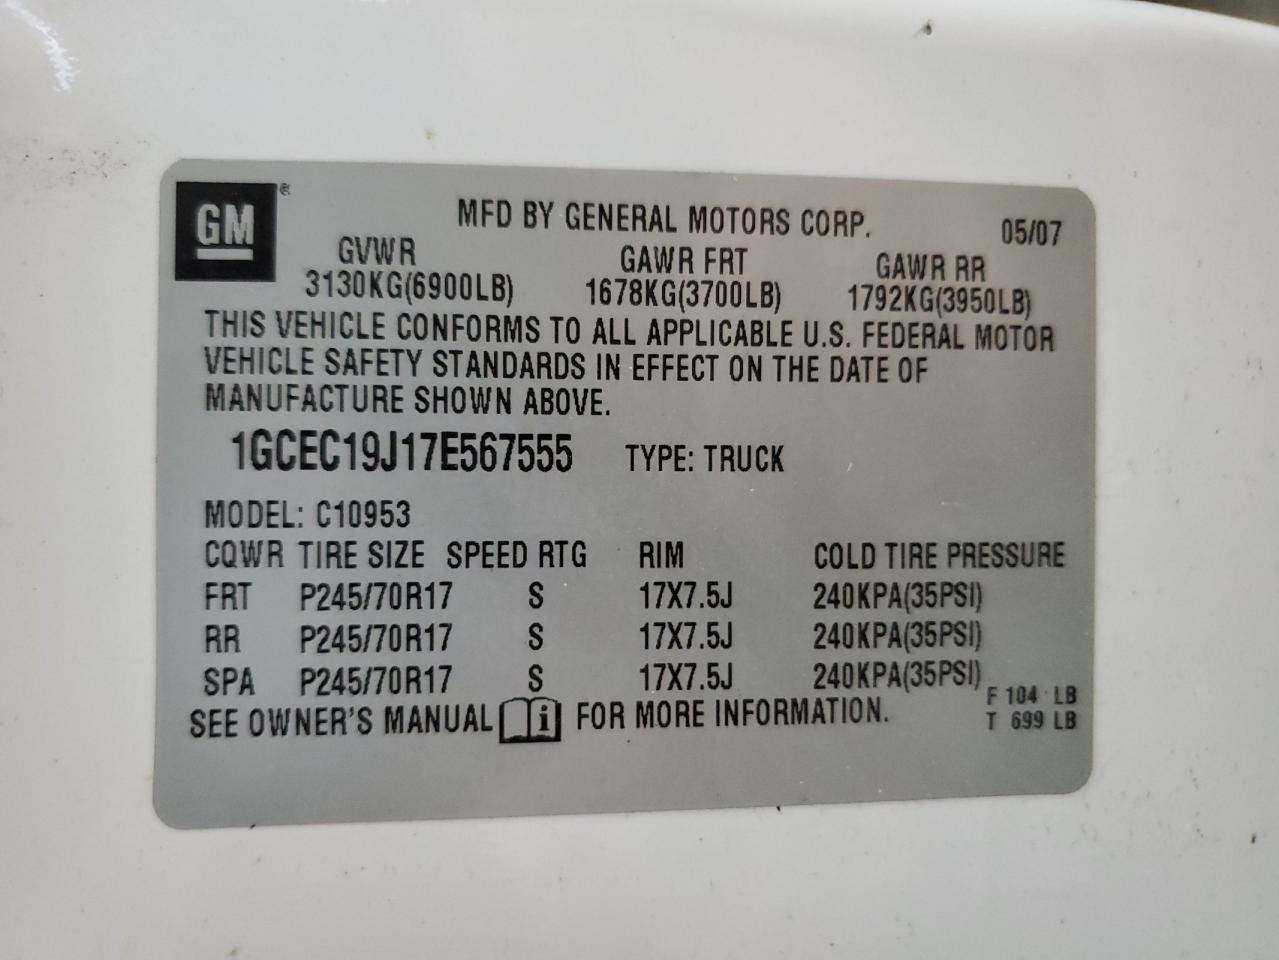 GM ®
MFD BY GENERAL MOTORS CORP. 05/07
GVWR GAWR FRT GAWR RR
3130KG(6900LB) 1678KG(3700LB) 1792KG(3950LB)
THIS VEHICLE CONFORMS TO ALL APPLICABLE U.S. FEDERAL MOTOR
VEHICLE SAFETY STANDARDS IN EFFECT ON THE DATE OF
MANUFACTURE SHOWN ABOVE.
1GCEC19J17E567555 TYPE: TRUCK
MODEL: C10953
CQWR TIRE SIZE SPEED RTG RIM COLD TIRE PRESSURE
FRT P245/70R17 S 17X7.5J 240KPA(35PSI)
RR P245/70R17 S 17X7.5J 240KPA(35PSI)
SPA P245/70R17 S 17X7.5J 240KPA(35PSI)
F 104 LB
SEE OWNER'S MANUAL i FOR MORE INFORMATION. T 699 LB